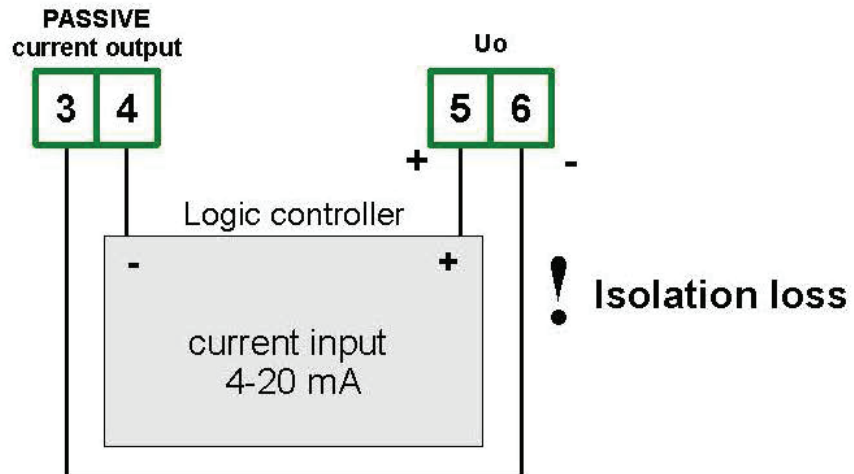 PASSIVE
current output
Uo
3 4
5 6
+ -
Logic controller
- +
! Isolation loss
current input
4-20 mA